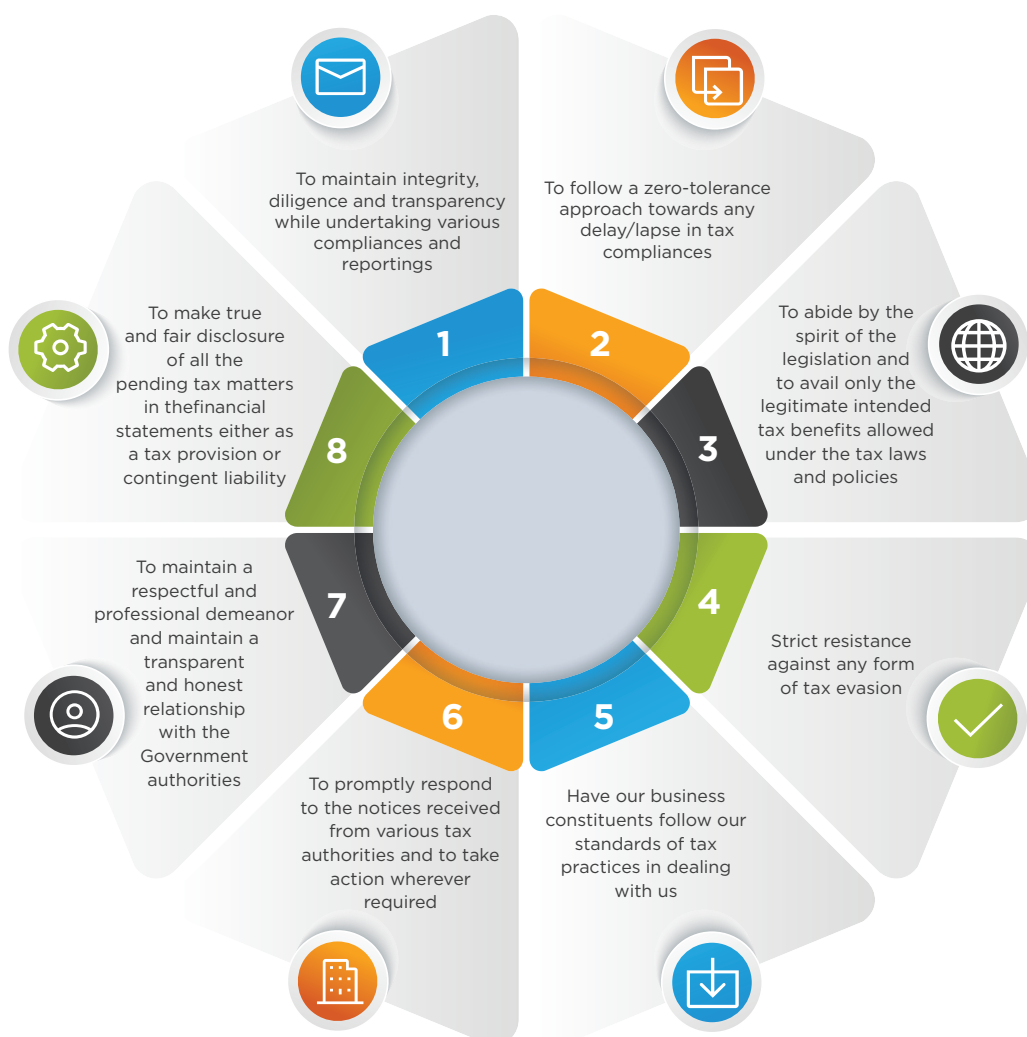 1
To maintain integrity,
diligence and transparency
while undertaking various
compliances and
reportings
2
To follow a zero-tolerance
approach towards any
delay/lapse in tax
compliances
3
To abide by the
spirit of the
legislation and
to avail only the
legitimate intended
tax benefits allowed
under the tax laws
and policies
4
Strict resistance
against any form
of tax evasion
5
Have our business
constituents follow our
standards of tax
practices in dealing
with us
6
To promptly respond
to the notices received
from various tax
authorities and to take
action wherever
required
7
To maintain a
respectful and
professional demeanor
and maintain a
transparent
and honest
relationship
with the
Government
authorities
8
To make true
and fair disclosure
of all the
pending tax matters
in thefinancial
statements either as
a tax provision or
contingent liability